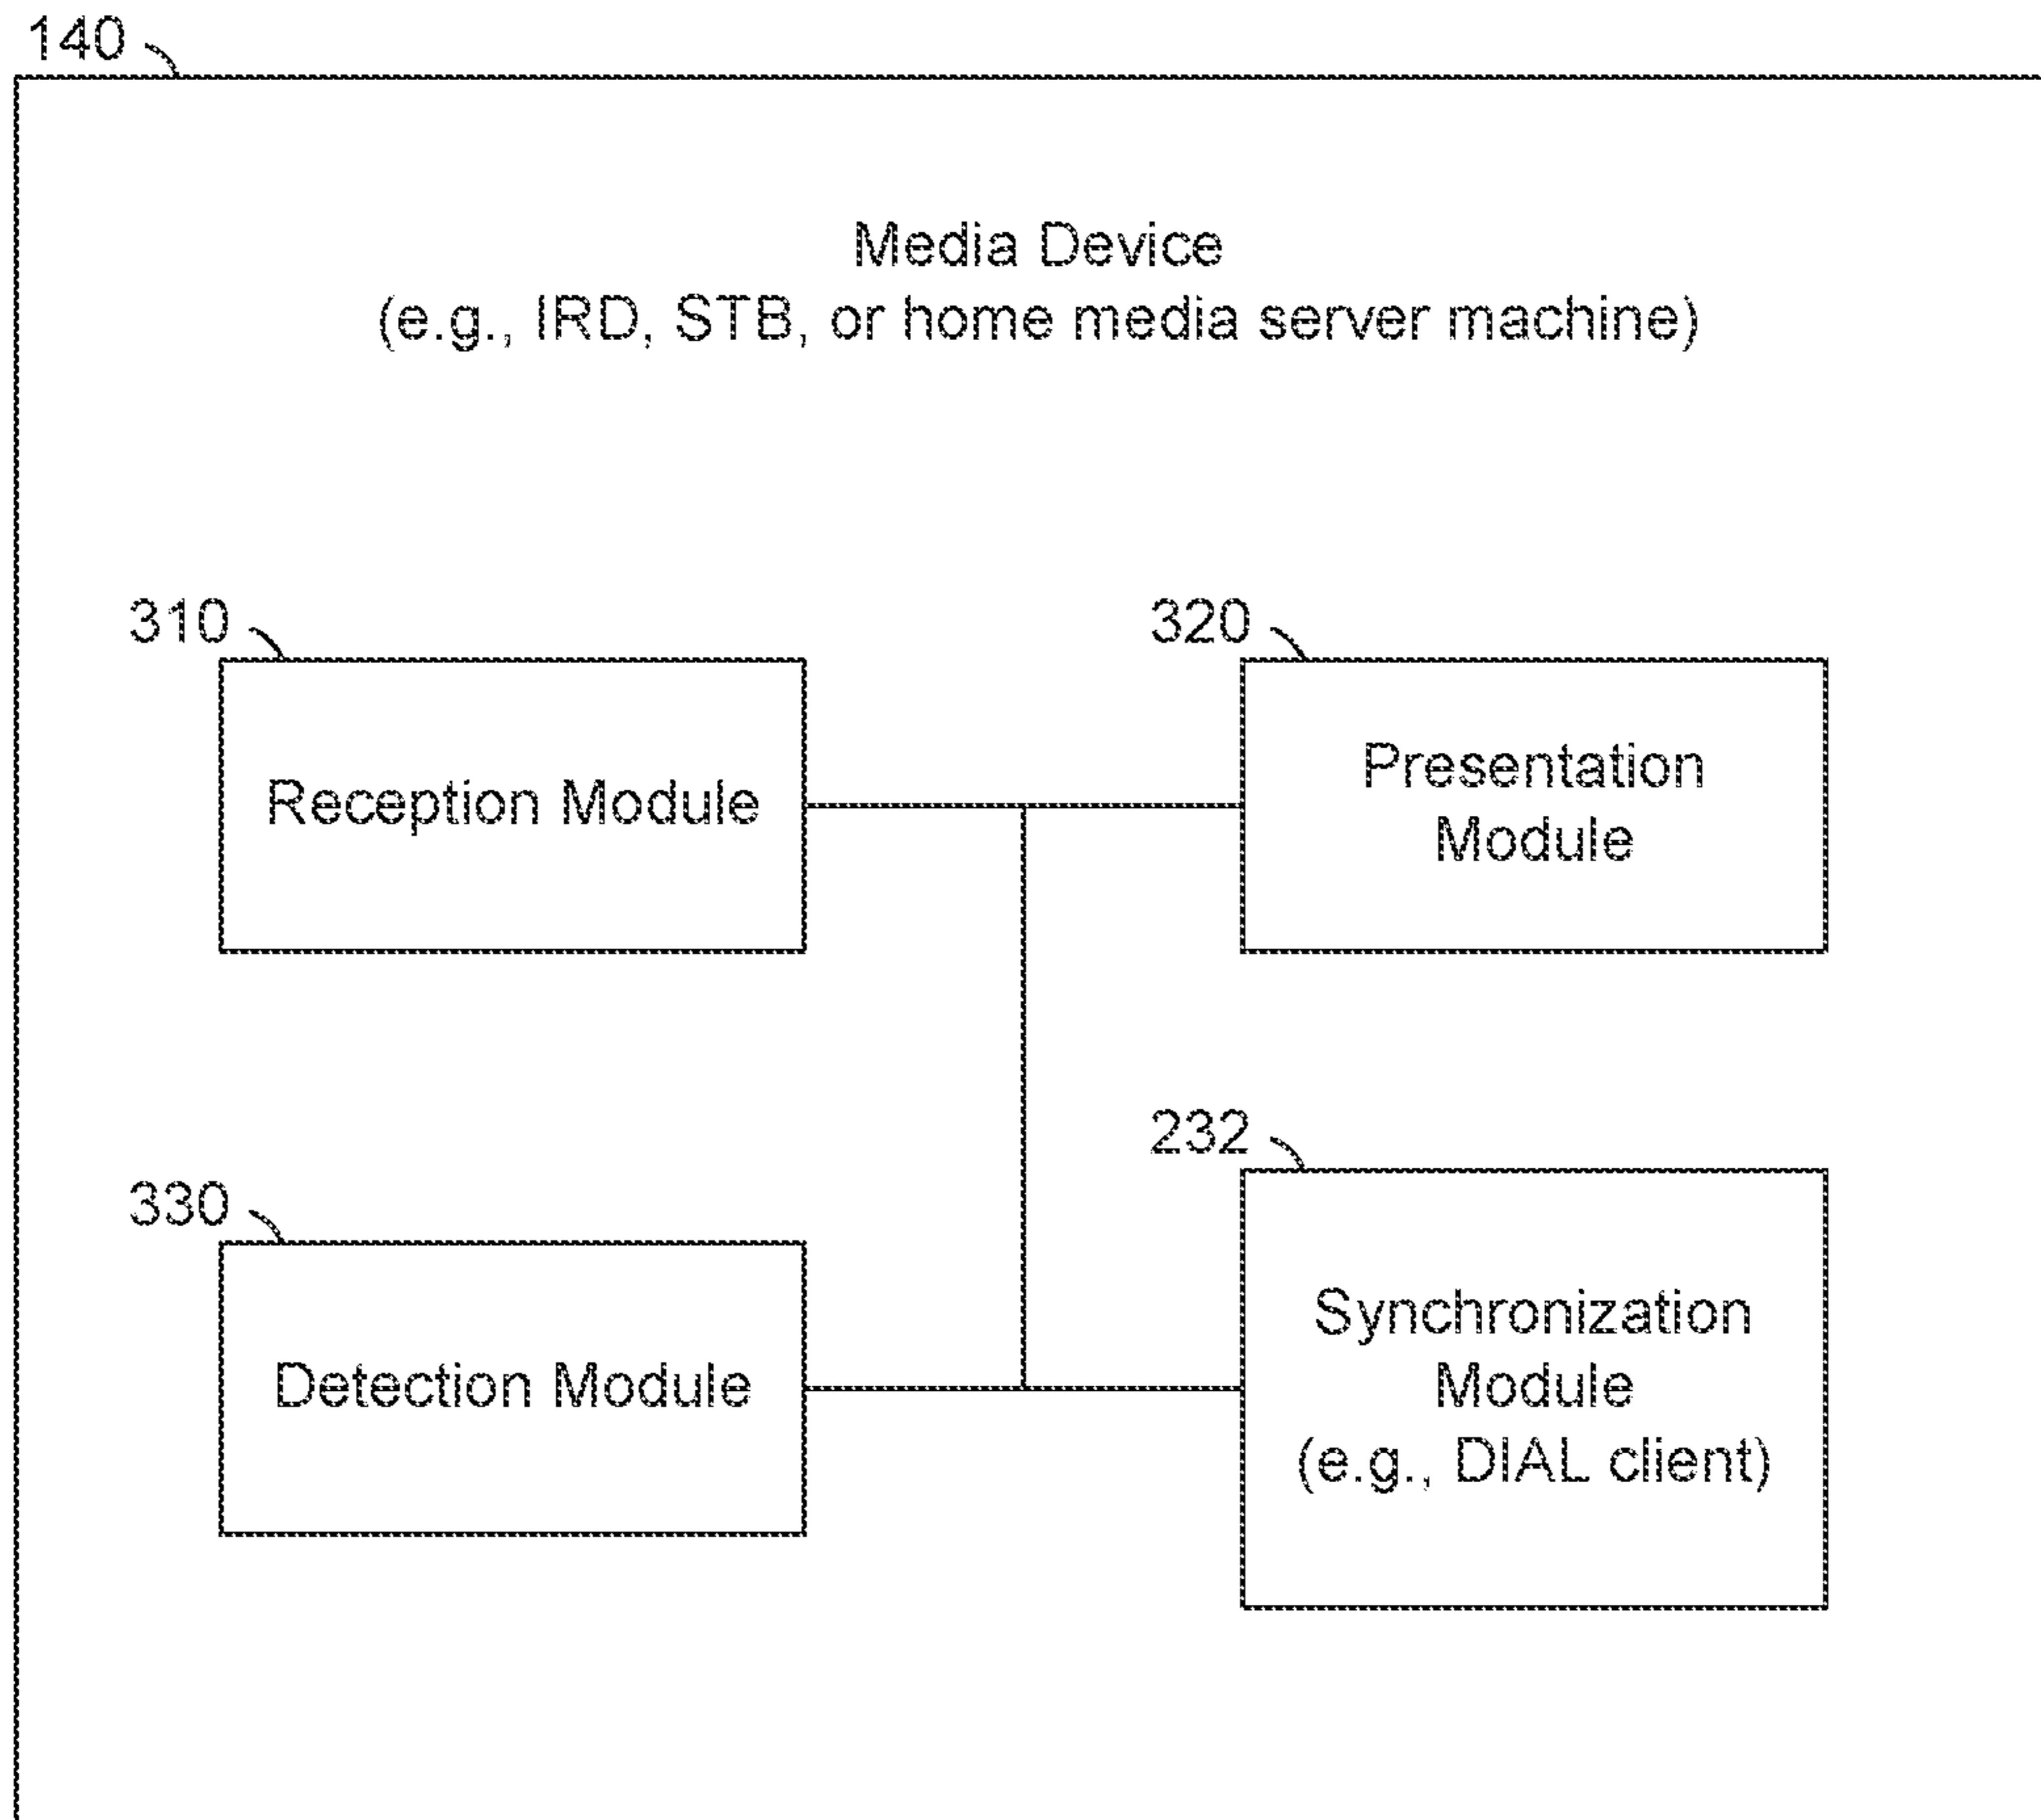 140
Media Device
(e.g., IRD, STB, or home media server machine)
310
Reception Module
320
Presentation
Module
330
Detection Module
232
Synchronization
Module
(e.g., DIAL client)